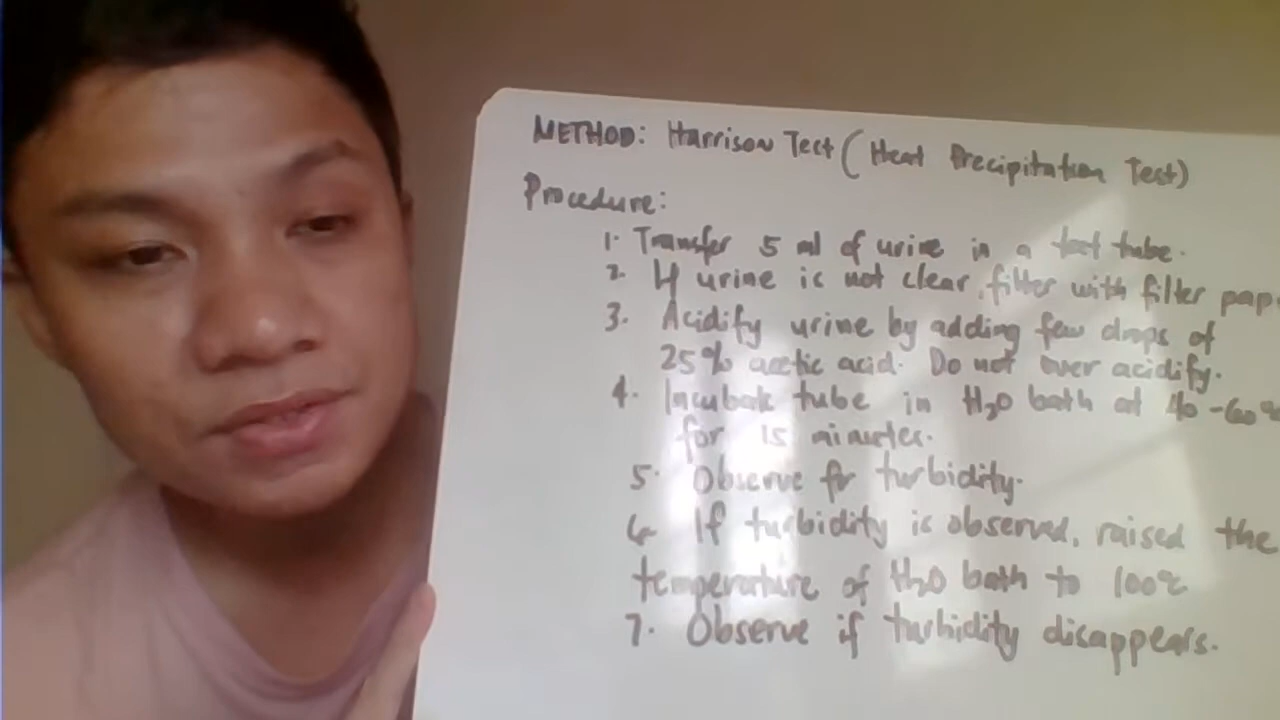 METHOD: Harrison Test (Heat Precipitation Test)
Procedure:
1. Transfer 5 ml of urine in a test tube.
2. If urine is not clear, filter with filter pap
3. Acidify urine by adding few drops of
25% acetic acid. Do not over acidify.
4. Incubate tube in H₂O bath at 40-60°
for 15 minutes.
5. Observe for turbidity.
6. If turbidity is observed, raised the
temperature of H₂O bath to 100°C
7. Observe if turbidity disappears.